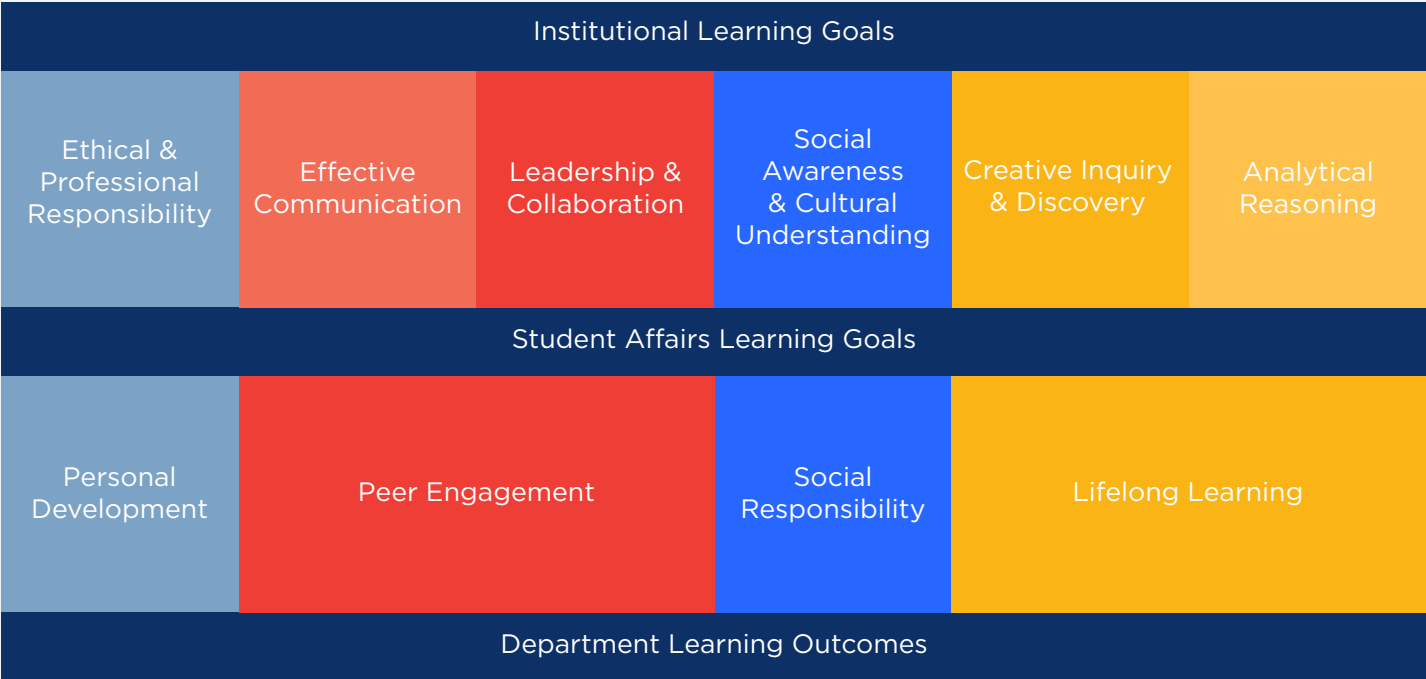 Institutional Learning Goals
Ethical &
Professional
Responsibility
Effective
Communication
Leadership &
Collaboration
Social
Awareness
& Cultural
Understanding
Creative Inquiry
& Discovery
Analytical
Reasoning
Student Affairs Learning Goals
Personal
Development
Peer Engagement
Social
Responsibility
Lifelong Learning
Department Learning Outcomes